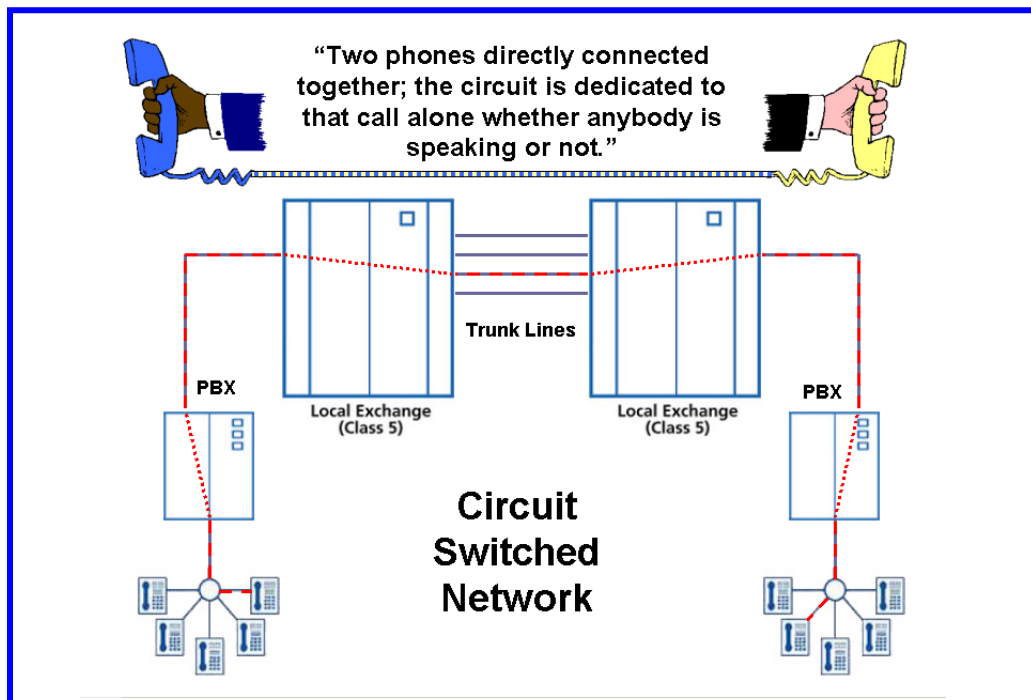 “Two phones directly connected
together; the circuit is dedicated to
that call alone whether anybody is
speaking or not.”
Trunk Lines
PBX
PBX
Local Exchange
(Class 5)
Local Exchange
(Class 5)
Circuit
Switched
Network